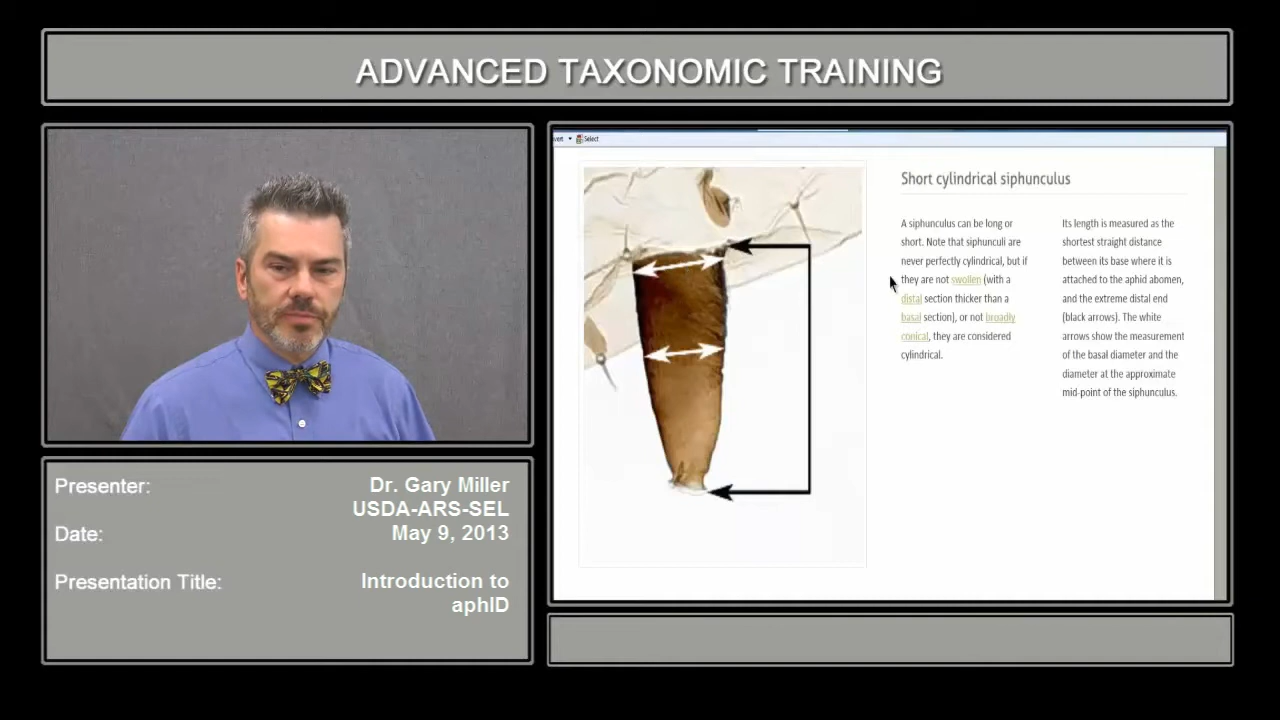 ADVANCED TAXONOMIC TRAINING
vert ▾ Select
Short cylindrical siphunculus
A siphunculus can be long or
short. Note that siphunculi are
never perfectly cylindrical, but if
they are not swollen (with a
distal section thicker than a
basal section), or not broadly
conical, they are considered
cylindrical.
Its length is measured as the
shortest straight distance
between its base where it is
attached to the aphid abomen,
and the extreme distal end
(black arrows). The white
arrows show the measurement
of the basal diameter and the
diameter at the approximate
mid-point of the siphunculus.
Presenter: Dr. Gary Miller
USDA-ARS-SEL
Date: May 9, 2013
Presentation Title: Introduction to
aphID